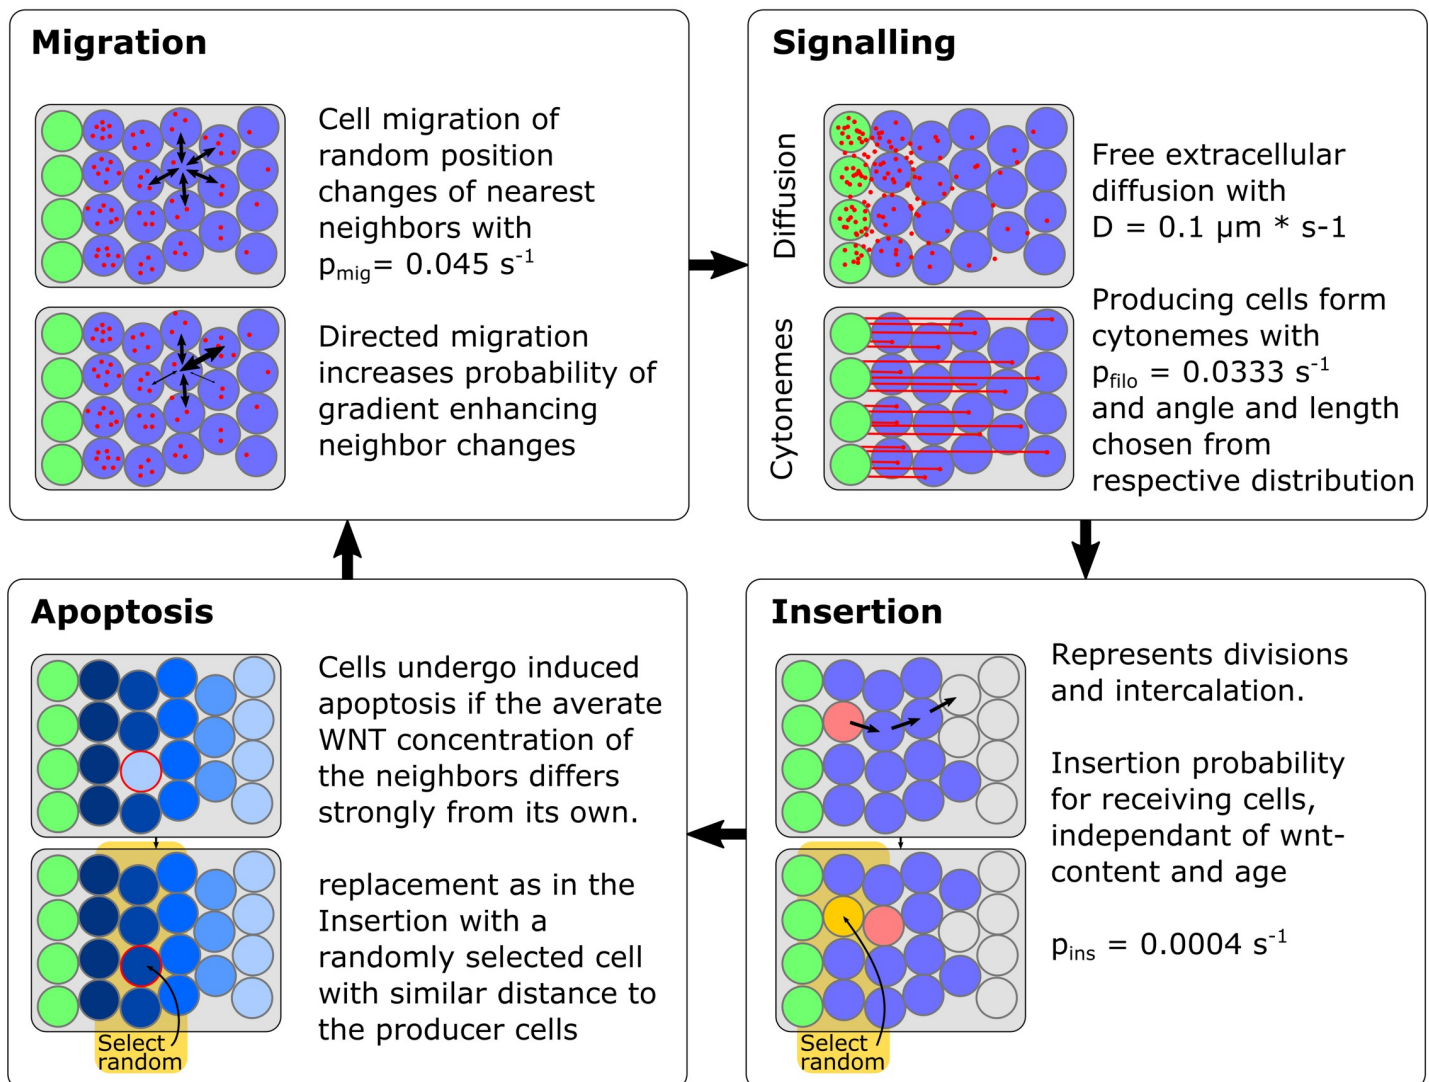 Migration
Cell migration of
random position
changes of nearest
neighbors with
pmig= 0.045 s-1
Directed migration
increases probability of
gradient enhancing
neighbor changes
Signalling
Diffusion
Free extracellular
diffusion with
D = 0.1 µm * s-1
Cytonemes
Producing cells form
cytonemes with
pfilo = 0.0333 s-1
and angle and length
chosen from
respective distribution
Apoptosis
Cells undergo induced
apoptosis if the averate
WNT concentration of
the neighbors differs
strongly from its own.
replacement as in the
Insertion with a
randomly selected cell
with similar distance to
the producer cells
Select
random
Insertion
Represents divisions
and intercalation.
Insertion probability
for receiving cells,
independant of wnt-
content and age
pins = 0.0004 s-1
Select
random